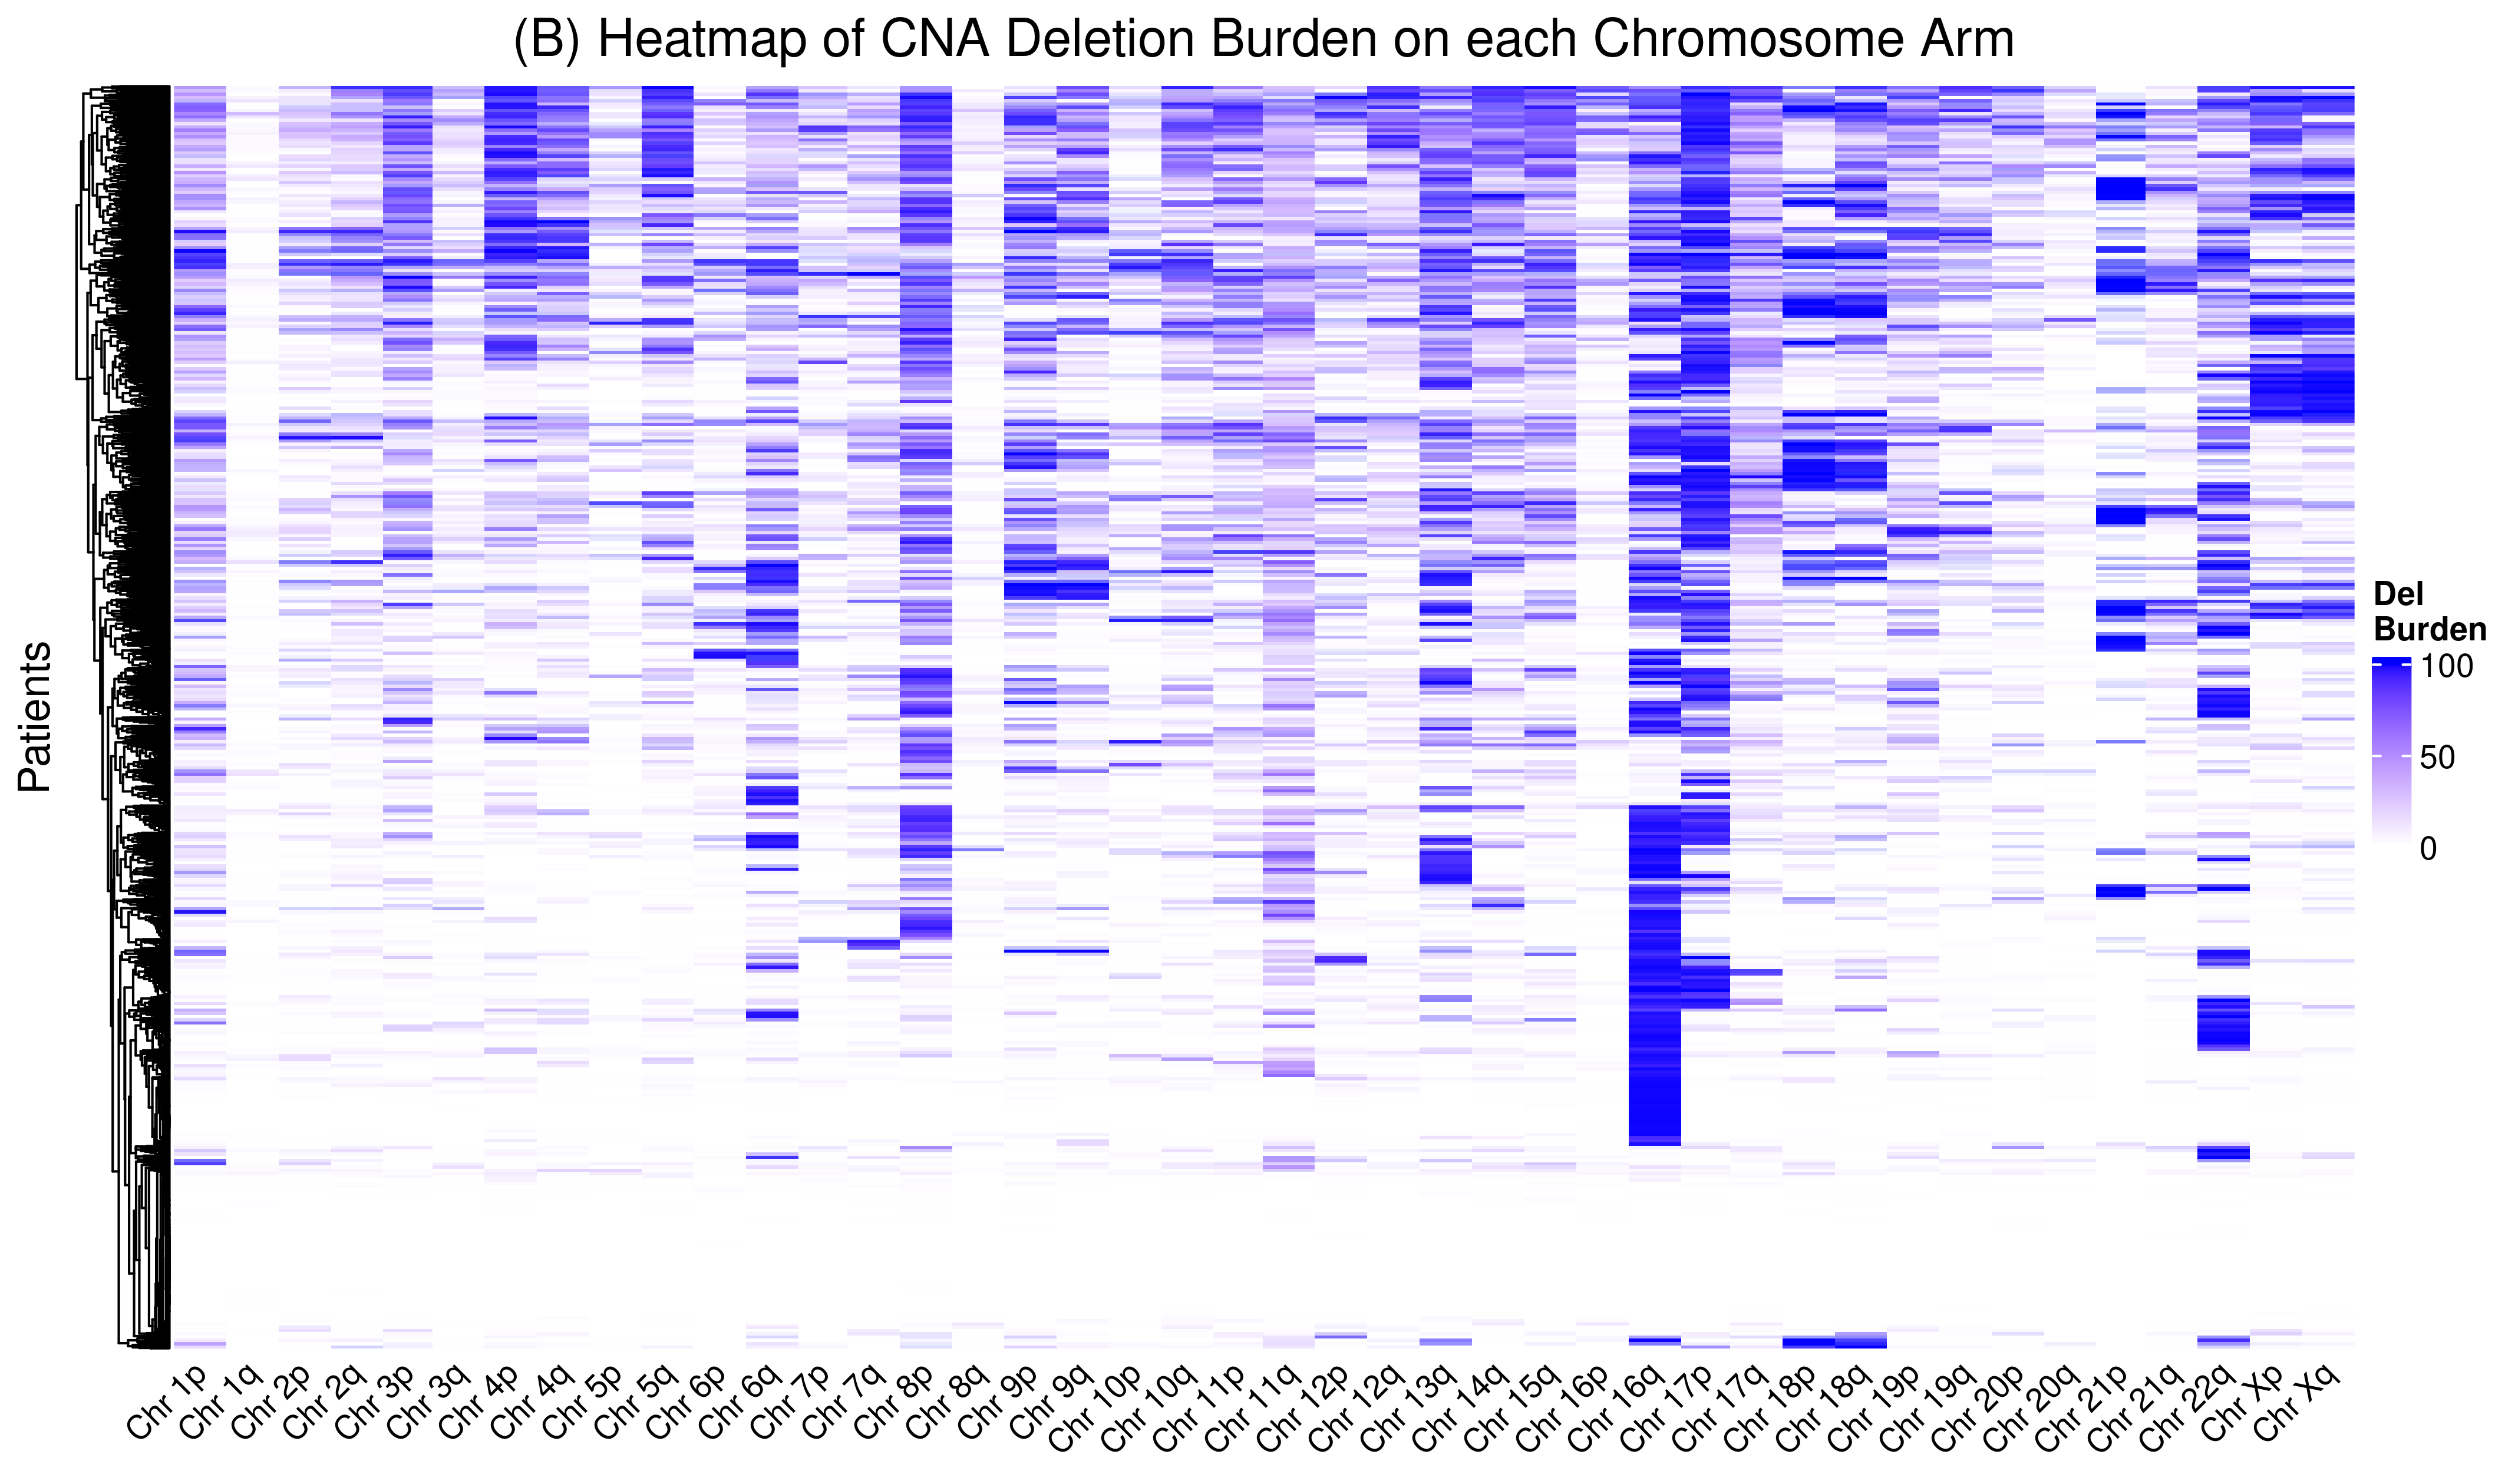 (B) Heatmap of CNA Deletion Burden on each Chromosome Arm
Patients
Del
Burden
100
50
0
Chr 1p
Chr 1q
Chr 2p
Chr 2q
Chr 3p
Chr 3q
Chr 4p
Chr 4q
Chr 5p
Chr 5q
Chr 6p
Chr 6q
Chr 7p
Chr 7q
Chr 8p
Chr 8q
Chr 9p
Chr 9q
Chr 10p
Chr 10q
Chr 11p
Chr 11q
Chr 12p
Chr 12q
Chr 13q
Chr 14q
Chr 15q
Chr 16p
Chr 16q
Chr 17p
Chr 17q
Chr 18p
Chr 18q
Chr 19p
Chr 19q
Chr 20p
Chr 20q
Chr 21p
Chr 21q
Chr 22q
Chr Xp
Chr Xq